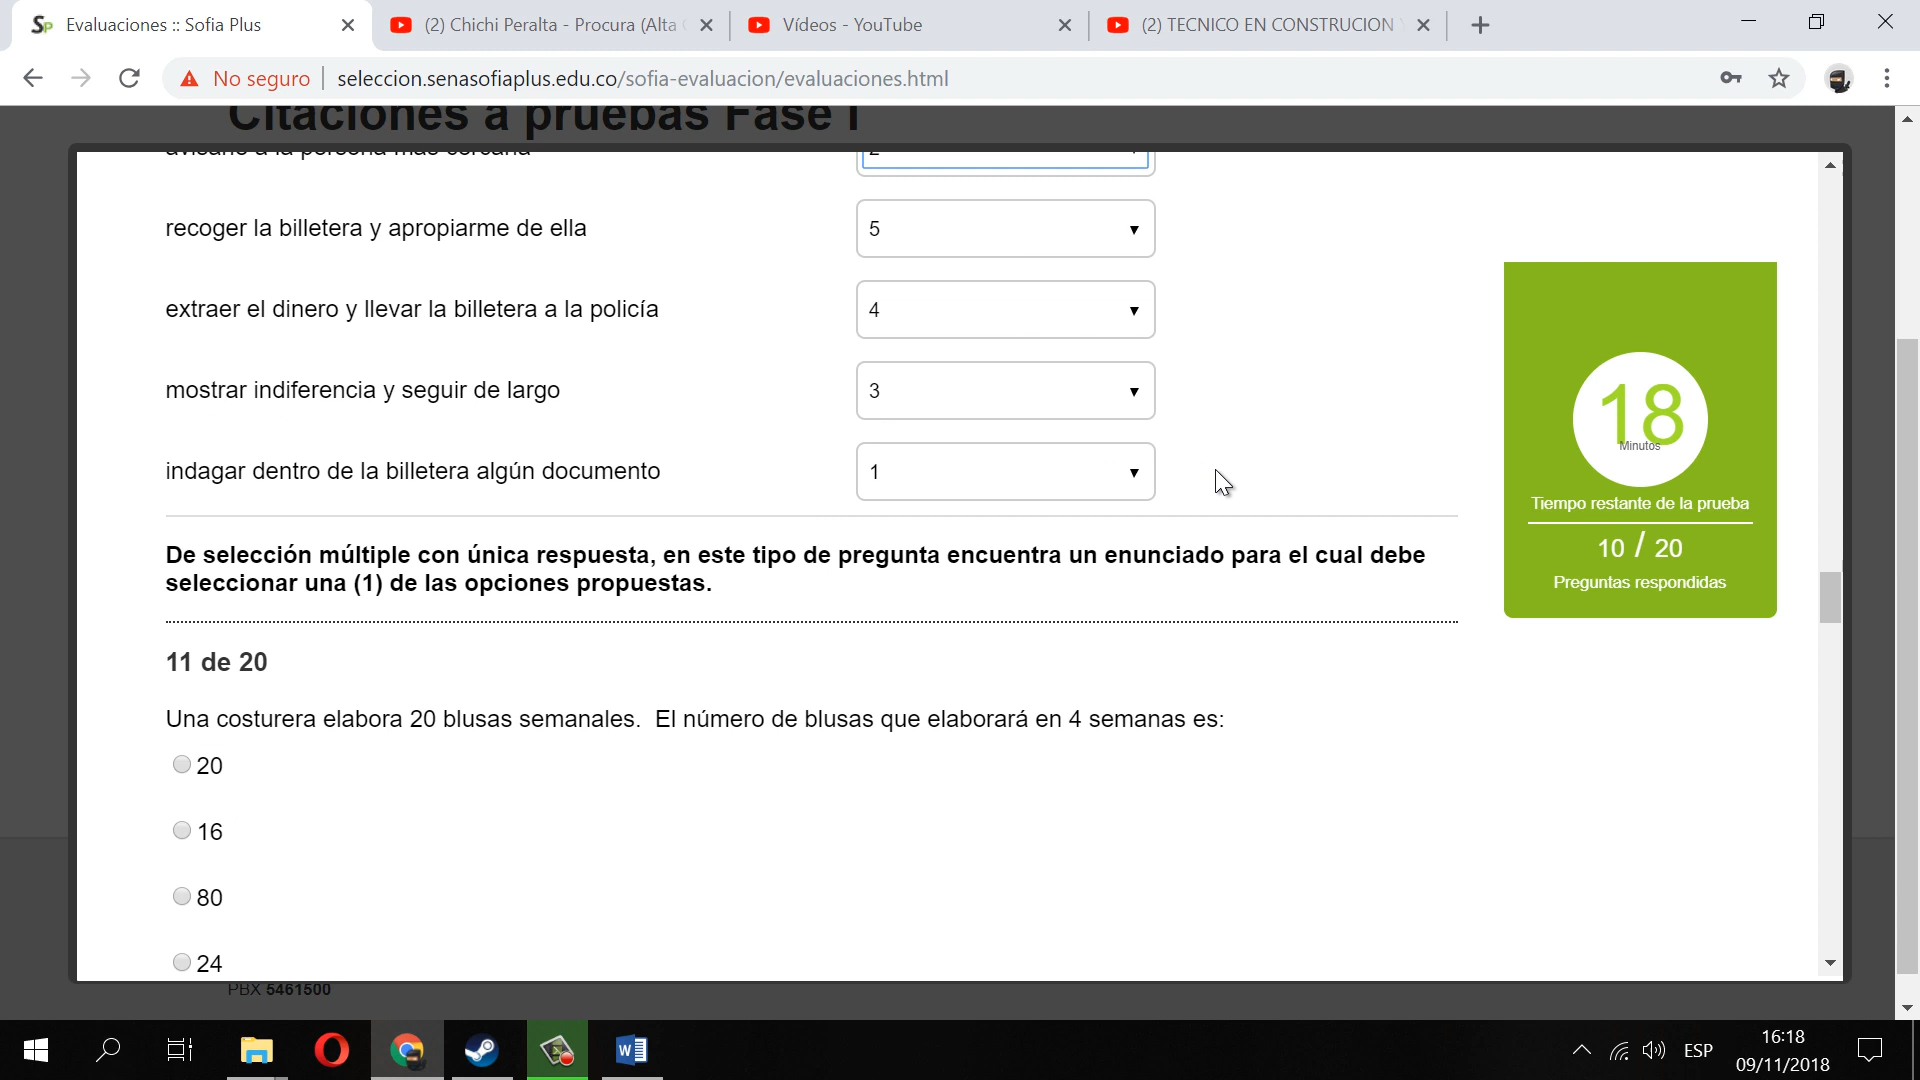 Evaluaciones :: Sofia Plus
(2) Chichi Peralta - Procura (Alta
Vídeos - YouTube
(2) TECNICO EN CONSTRUCION
No seguro
seleccion.senasofiaplus.edu.co/sofia-evaluacion/evaluaciones.html
Citaciones a pruebas Fase I
avisarle a la persona más cercana
2
recoger la billetera y apropiarme de ella
5
extraer el dinero y llevar la billetera a la policía
4
mostrar indiferencia y seguir de largo
3
indagar dentro de la billetera algún documento
1
18
Minutos
Tiempo restante de la prueba
10 / 20
Preguntas respondidas
De selección múltiple con única respuesta, en este tipo de pregunta encuentra un enunciado para el cual debe
seleccionar una (1) de las opciones propuestas.
11 de 20
Una costurera elabora 20 blusas semanales.  El número de blusas que elaborará en 4 semanas es:
20
16
80
24
PBX 5461500
ESP
16:18
09/11/2018